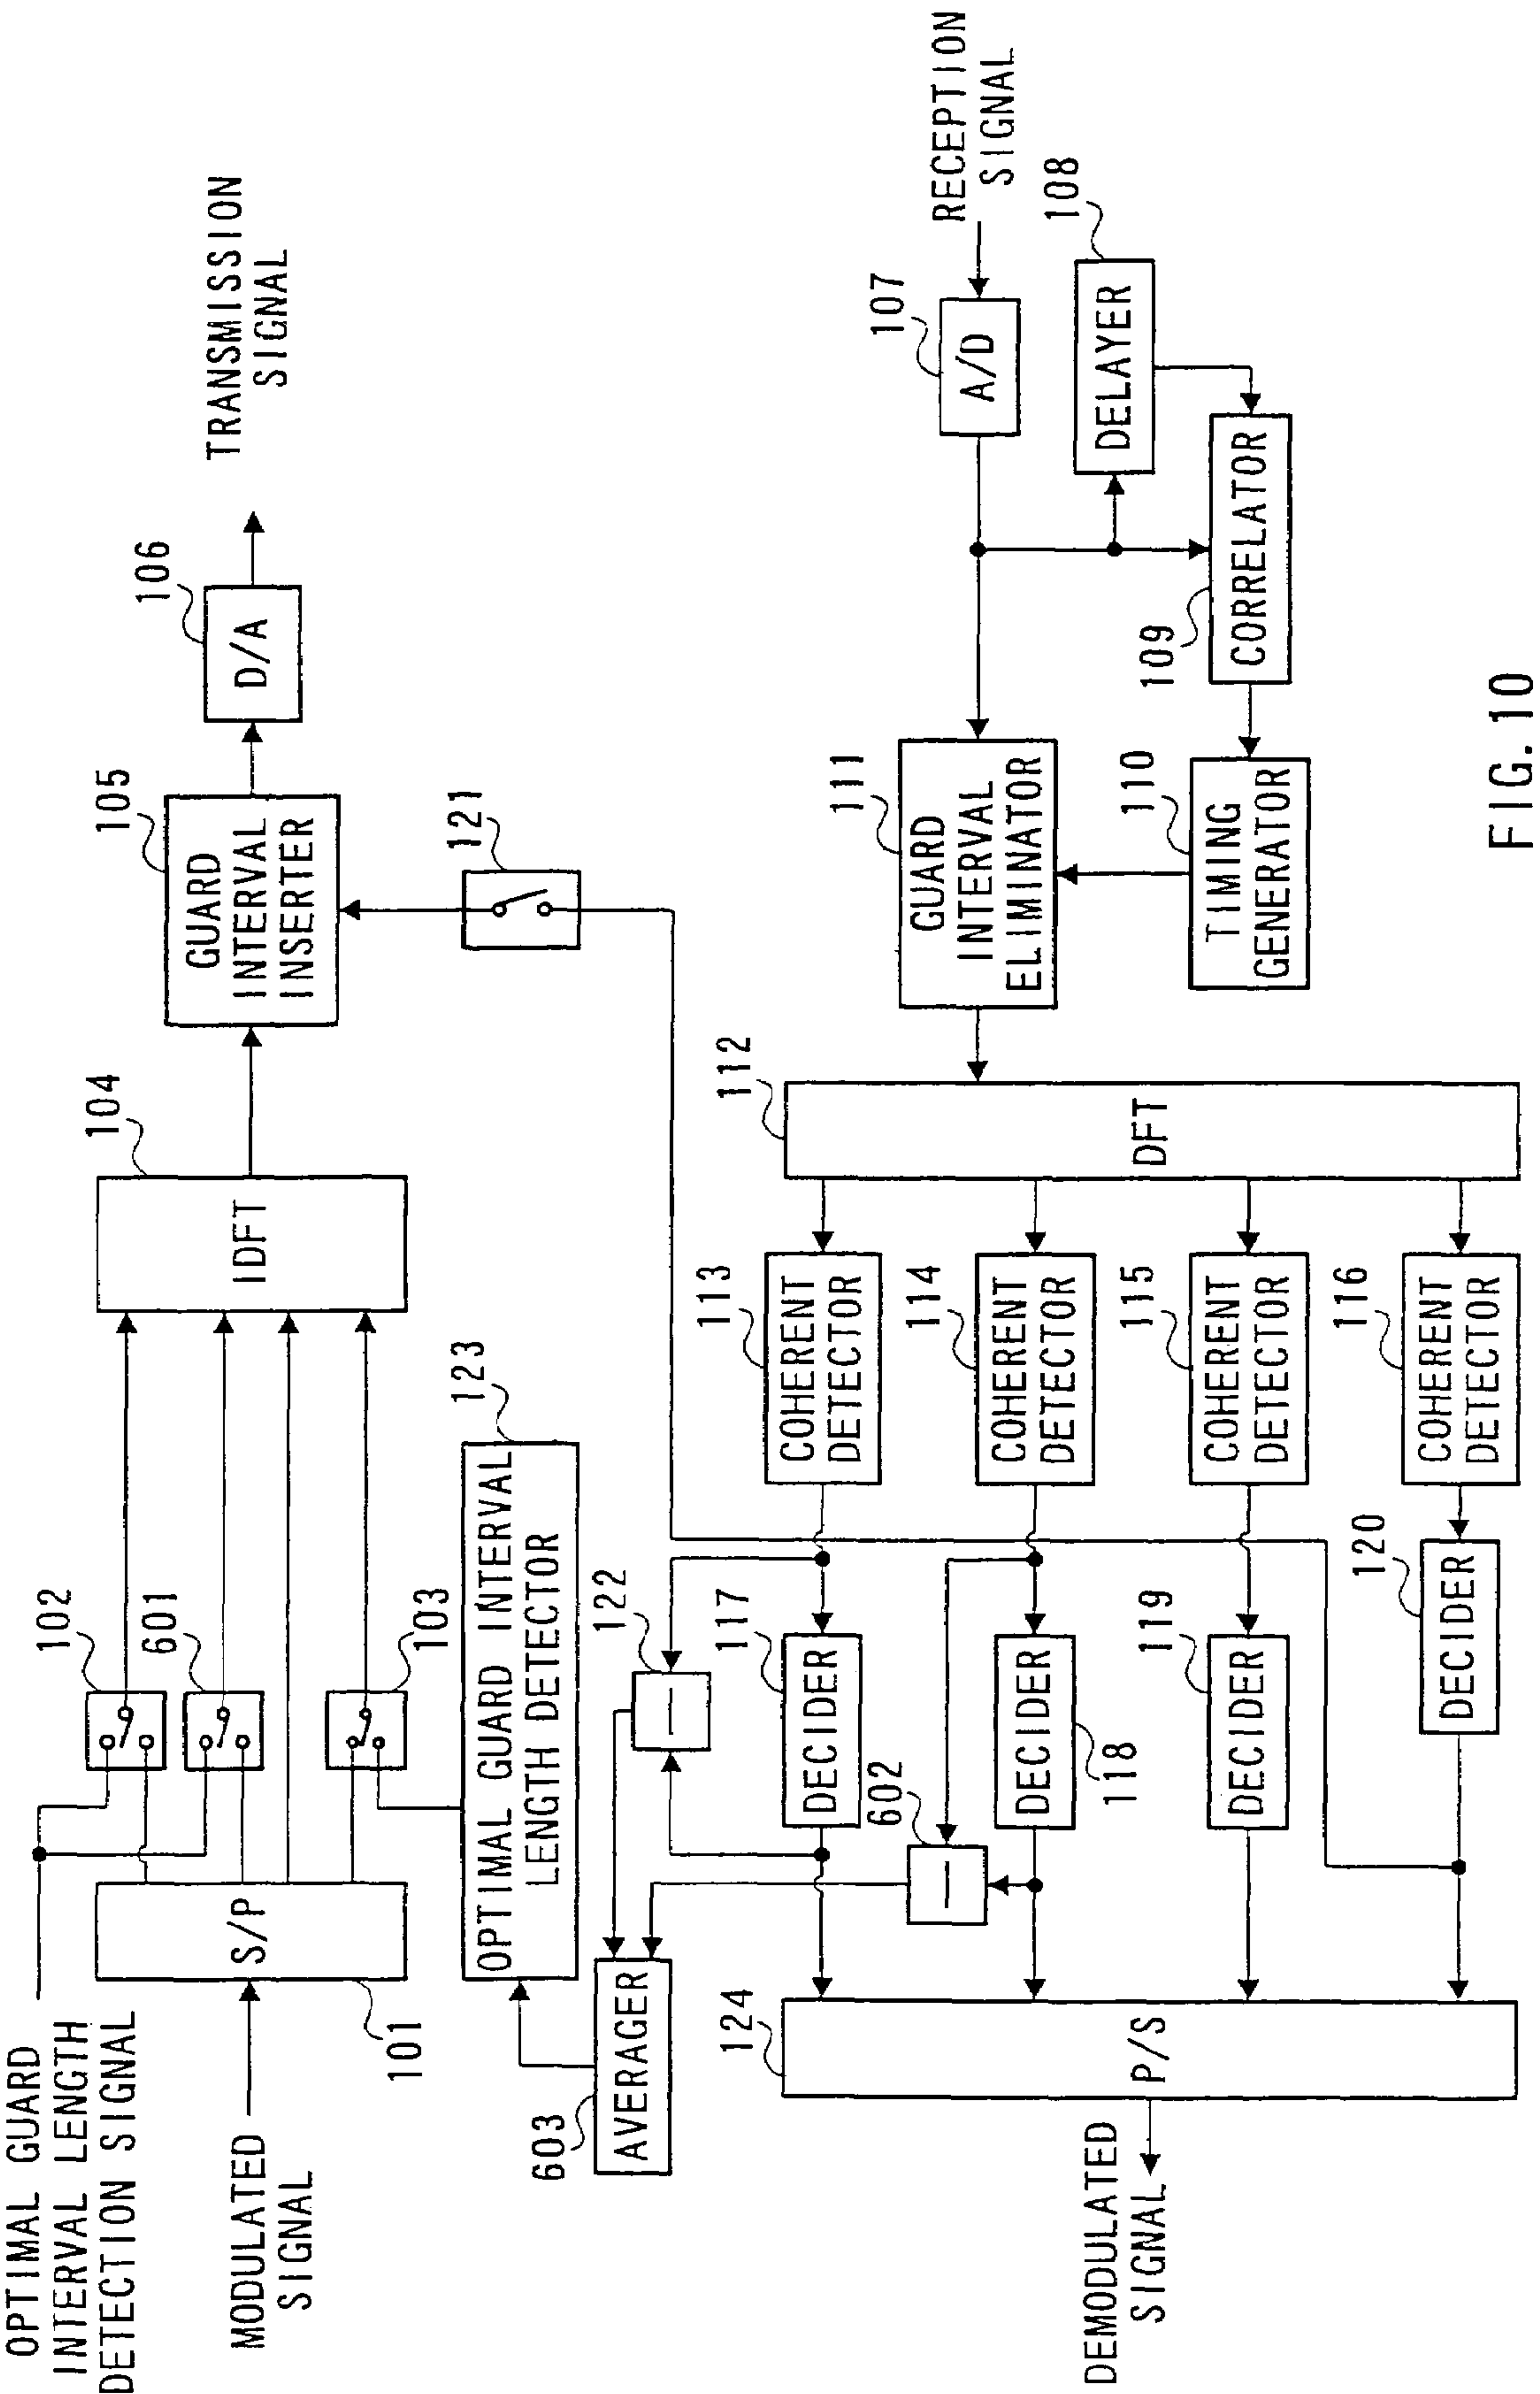 OPTIMAL GUARD
INTERVAL LENGTH
DETECTION SIGNAL
MODULATED
SIGNAL
101
S/P
102
601
103
104
IDFT
105
GUARD
INTERVAL
INSERTER
106
D/A
TRANSMISSION
SIGNAL
123
OPTIMAL GUARD INTERVAL
LENGTH DETECTOR
121
603
AVERAGER
122
602
DEMODULATED
SIGNAL
124
P/S
117
DECIDER
DECIDER
118
119
DECIDER
120
DECIDER
113
COHERENT
DETECTOR
114
COHERENT
DETECTOR
115
COHERENT
DETECTOR
116
COHERENT
DETECTOR
112
DFT
111
GUARD
INTERVAL
ELIMINATOR
110
TIMING
GENERATOR
109
CORRELATOR
107
A/D
108
DELAYER
RECEPTION
SIGNAL
FIG. 10